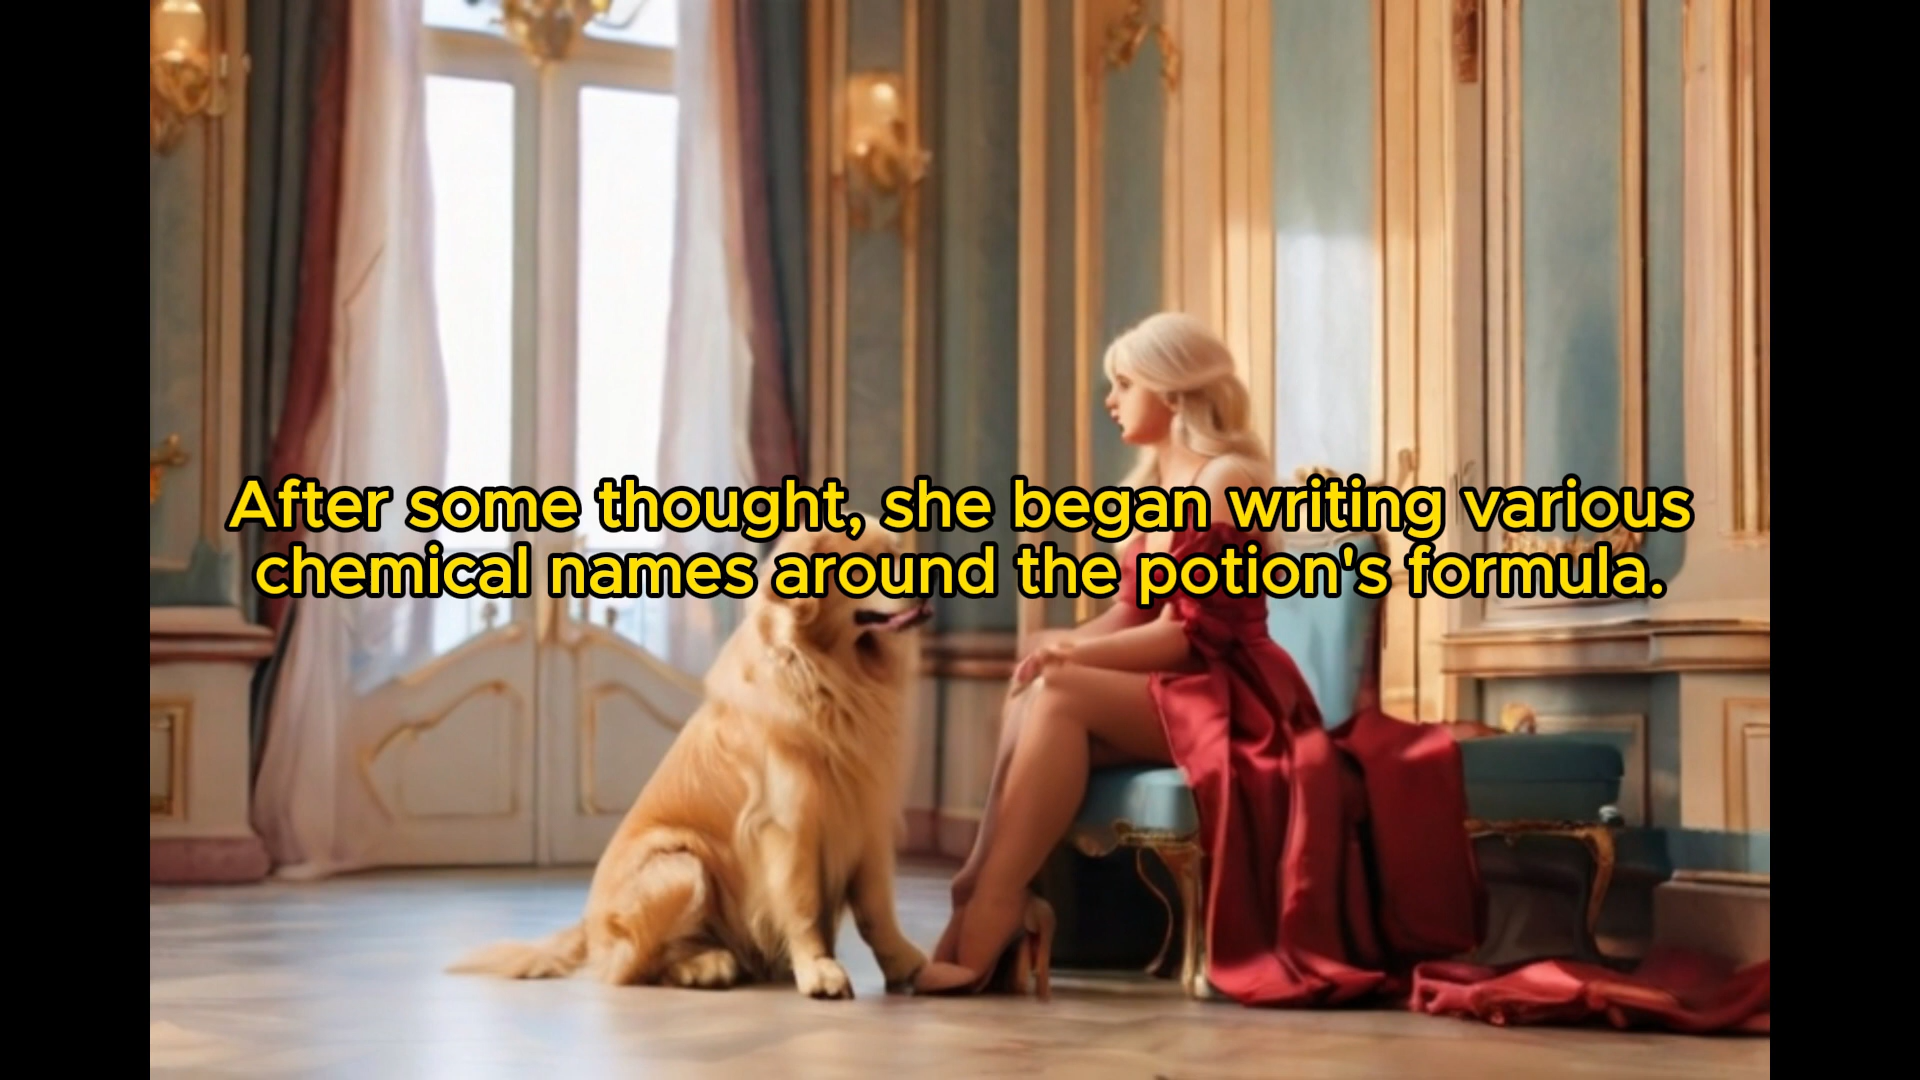 After some thought, she began writing various
chemical names around the potion's formula.